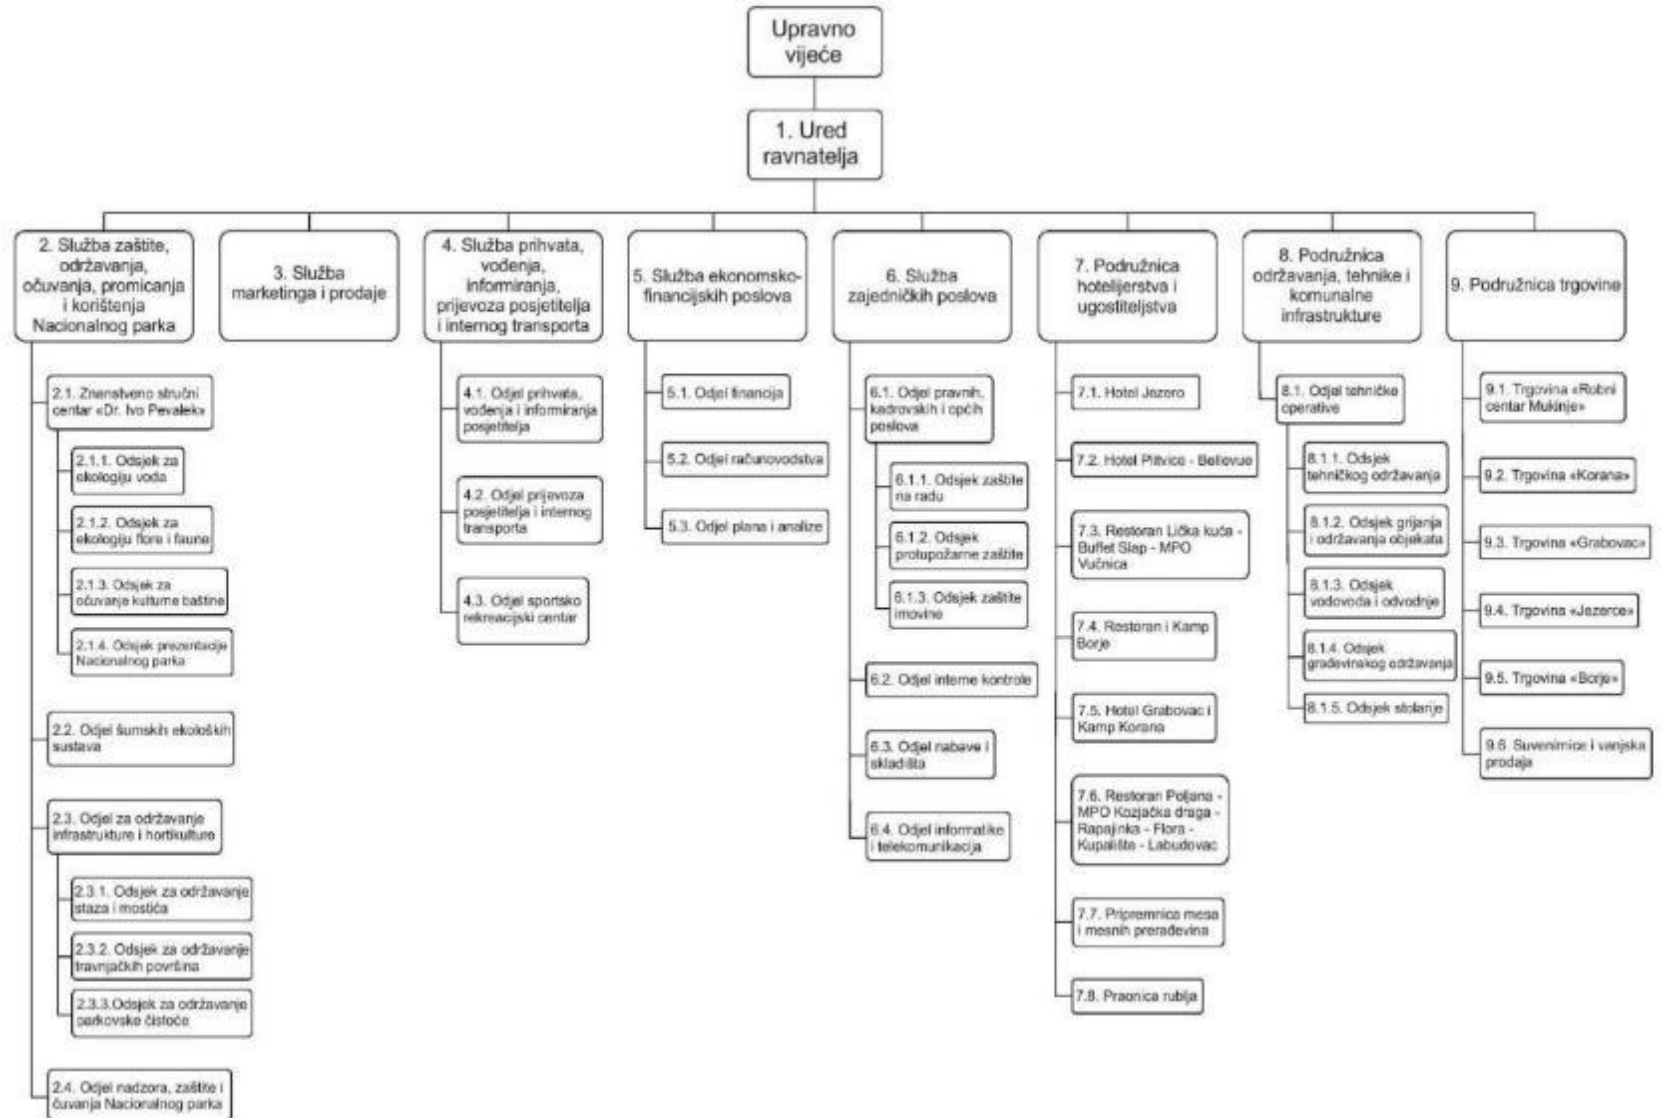 Upravno
vijeće
1. Ured
ravnatelja
2. Služba zaštite,
održavanja,
očuvanja, promicanja
i korištenja
Nacionalnog parka
3. Služba
marketinga i prodaje
4. Služba prihvata,
vođenja,
informiranja,
prijevoza posjetitelja
i internog transporta
5. Služba ekonomsko-
financijskih poslova
6. Služba
zajedničkih poslova
7. Podružnica
hotelijerstva i
ugostiteljstva
8. Podružnica
održavanja, tehnike i
komunalne
infrastrukture
9. Podružnica trgovine
2.1. Znanstveno stručni
centar «Dr. Ivo Pevalek»
2.1.1. Odsjek za
ekologiju voda
2.1.2. Odsjek za
ekologiju flore i faune
2.1.3. Odsjek za
očuvanje kulturne baštine
2.1.4. Odsjek prezentacije
Nacionalnog parka
2.2. Odjel šumskih ekoloških
sustava
2.3. Odjel za održavanje
infrastrukture i hortikulture
2.3.1. Odsjek za održavanje
staza i mostića
2.3.2. Odsjek za održavanje
travnjačkih površina
2.3.3.Odsjek za održavanje
parkovske čistoće
2.4. Odjel nadzora, zaštite i
čuvanja Nacionalnog parka
4.1. Odjel prihvata,
vođenja i informiranja
posjetitelja
4.2. Odjel prijevoza
posjetitelja i internog
transporta
4.3. Odjel sportsko
rekreacijski centar
5.1. Odjel financija
5.2. Odjel računovodstva
5.3. Odjel plana i analize
6.1. Odjel pravnih,
kadrovskih i općih
poslova
6.1.1. Odsjek zaštite
na radu
6.1.2. Odsjek
protupožarne zaštite
6.1.3. Odsjek zaštite
imovine
6.2. Odjel interne kontrole
6.3. Odjel nabave i
skladišta
6.4. Odjel informatike
i telekomunikacija
7.1. Hotel Jezero
7.2. Hotel Plitvice - Bellevue
7.3. Restoran Lička kuća -
Buffet Slap - MPO
Vučnica
7.4. Restoran i Kamp
Borje
7.5. Hotel Grabovac i
Kamp Korana
7.6. Restoran Poljana -
MPO Kozjačka draga -
Rapajinka - Flora -
Kupalište - Labudovac
7.7. Pripremnica mesa
i mesnih prerađevina
7.8. Praonica rublja
8.1. Odjel tehničke
operative
8.1.1. Odsjek
tehničkog održavanja
8.1.2. Odsjek grijanja
i održavanja objekata
8.1.3. Odsjek
vodovoda i odvodnje
8.1.4. Odsjek
građevinskog održavanja
8.1.5. Odsjek stolarije
9.1. Trgovina «Robni
centar Mukinje»
9.2. Trgovina «Korana»
9.3. Trgovina «Grabovac»
9.4. Trgovina «Jezerce»
9.5. Trgovina «Borje»
9.6. Suvenirnice i vanjska
prodaja